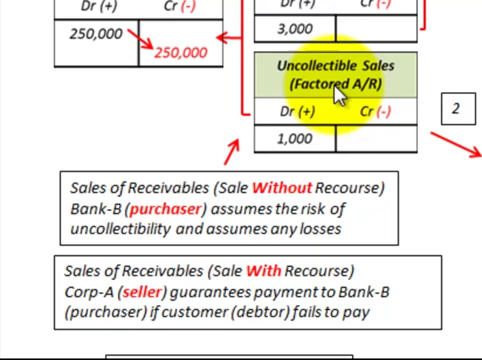 Dr (+) Cr (-)
250,000
250,000
Dr (+) Cr (-)
3,000
Uncollectible Sales
(Factored A/R)
Dr (+) Cr (-)
1,000
2
Sales of Receivables (Sale Without Recourse)
Bank-B (purchaser) assumes the risk of
uncollectibility and assumes any losses
Sales of Receivables (Sale With Recourse)
Corp-A (seller) guarantees payment to Bank-B
(purchaser) if customer (debtor) fails to pay